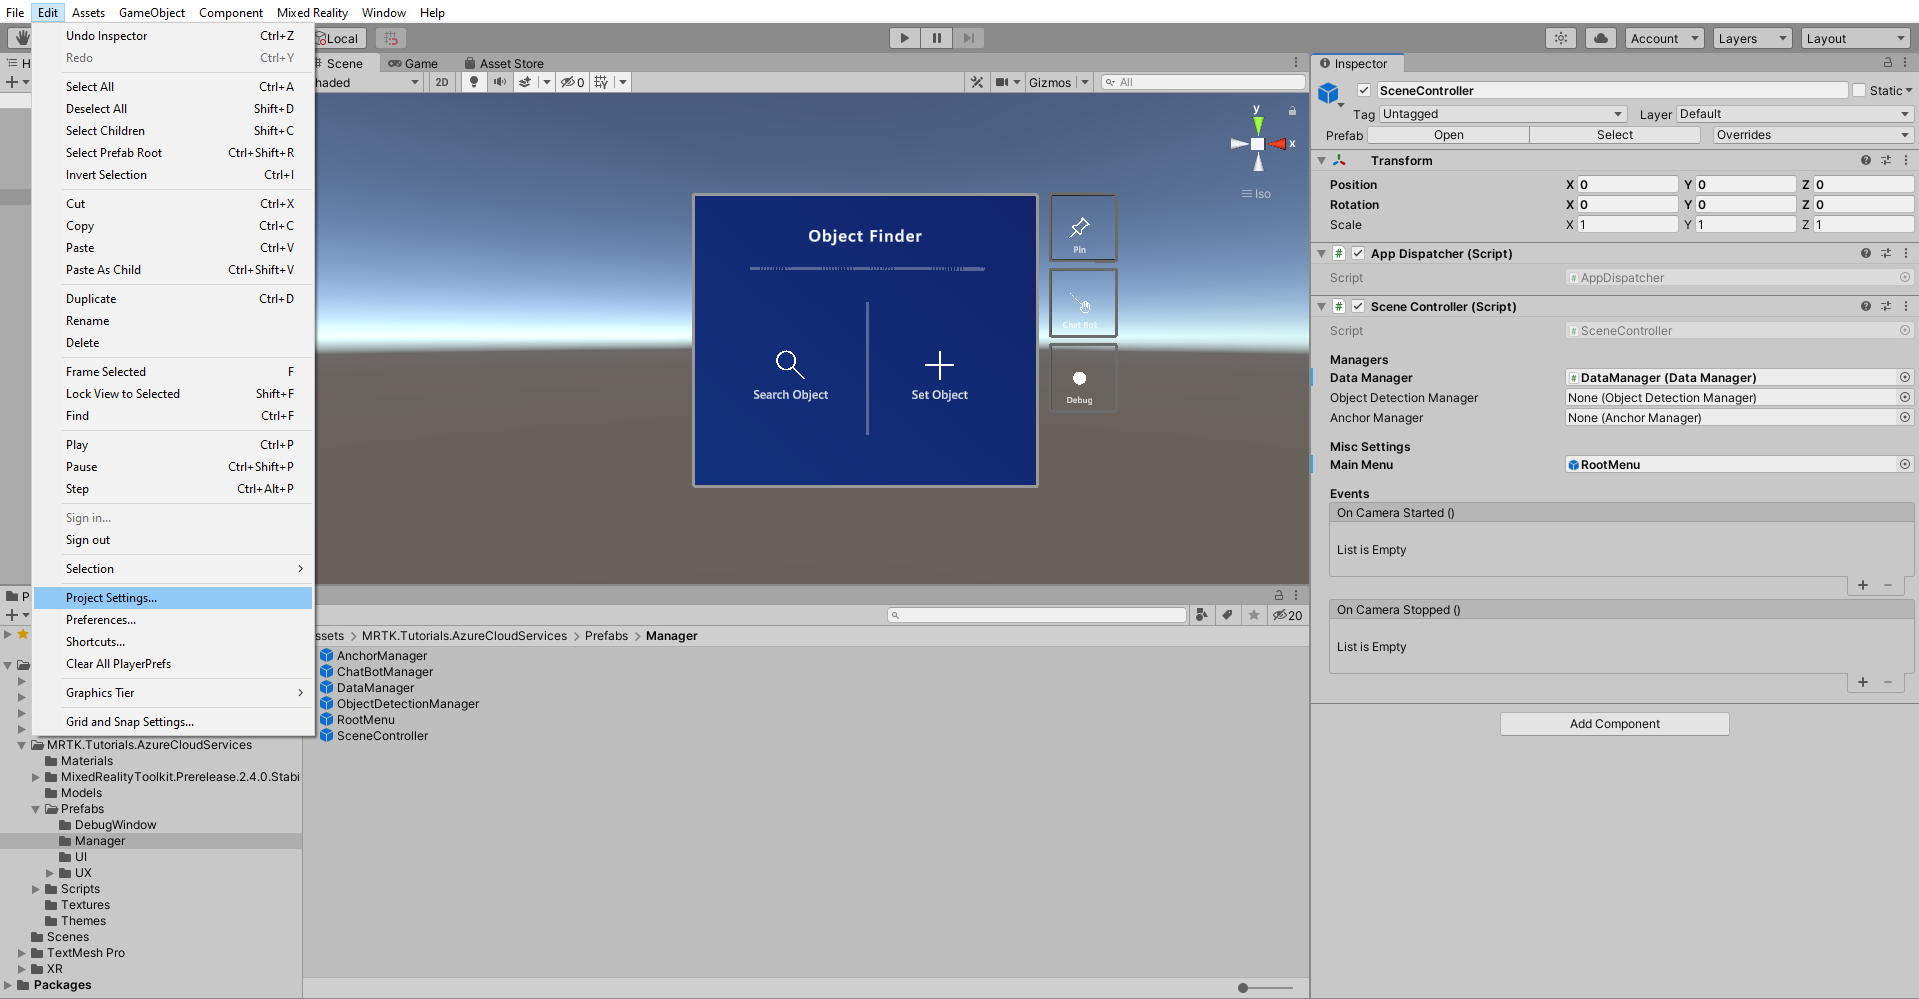 File Edit Assets GameObject Component Mixed Reality Window Help
Undo Inspector Ctrl+Z
Redo Ctrl+Y
Select All Ctrl+A
Deselect All Shift+D
Select Children Shift+C
Select Prefab Root Ctrl+Shift+R
Invert Selection Ctrl+I
Cut Ctrl+X
Copy Ctrl+C
Paste Ctrl+V
Paste As Child Ctrl+Shift+V
Duplicate Ctrl+D
Rename
Delete
Frame Selected F
Lock View to Selected Shift+F
Find Ctrl+F
Play Ctrl+P
Pause Ctrl+Shift+P
Step Ctrl+Alt+P
Sign in...
Sign out
Selection
Project Settings...
Preferences...
Shortcuts...
Clear All PlayerPrefs
Graphics Tier
Grid and Snap Settings...
Local
Account Layers Layout
H
Scene Game Asset Store
haded 2D 0 Gizmos All
y
x
Iso
Object Finder
Search Object
Set Object
Pin
Chat Bot
Debug
P
20
ssets > MRTK.Tutorials.AzureCloudServices > Prefabs > Manager
AnchorManager
ChatBotManager
DataManager
ObjectDetectionManager
RootMenu
SceneController
MRTK.Tutorials.AzureCloudServices
Materials
MixedRealityToolkit.Prerelease.2.4.0.Stabi
Models
Prefabs
DebugWindow
Manager
UI
UX
Scripts
Textures
Themes
Scenes
TextMesh Pro
XR
Packages
Inspector
SceneController Static
Tag Untagged Layer Default
Prefab Open Select Overrides
Transform
Position X 0 Y 0 Z 0
Rotation X 0 Y 0 Z 0
Scale X 1 Y 1 Z 1
# App Dispatcher (Script)
Script # AppDispatcher
# Scene Controller (Script)
Script # SceneController
Managers
Data Manager # DataManager (Data Manager)
Object Detection Manager None (Object Detection Manager)
Anchor Manager None (Anchor Manager)
Misc Settings
Main Menu RootMenu
Events
On Camera Started ()
List is Empty
+ −
On Camera Stopped ()
List is Empty
+ −
Add Component